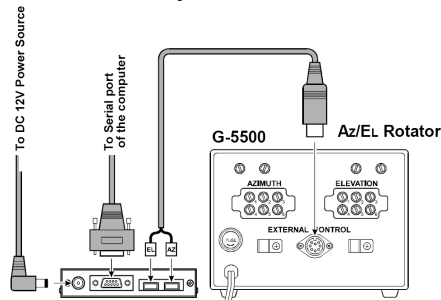 To DC 12V Power Source
To Serial port
of the computer
G-5500
Az/EL Rotator
AZIMUTH
ELEVATION
EXTERNAL CONTROL
FUSE
EL
AZ